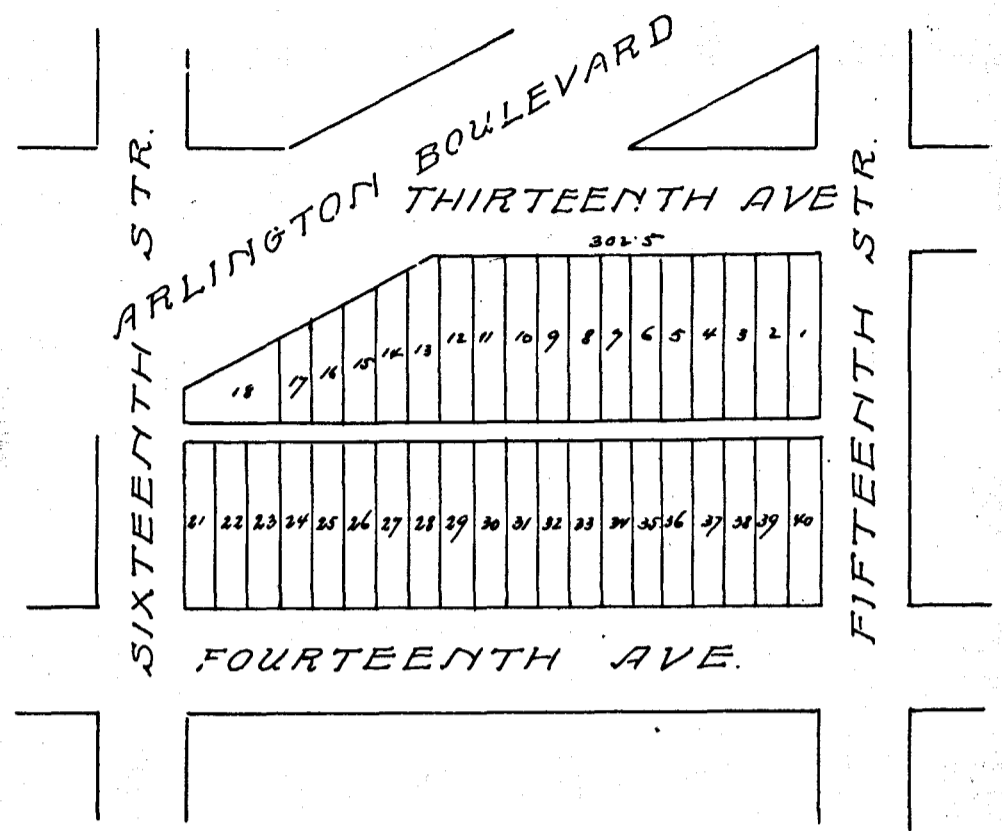 ARLINGTON BOULEVARD
THIRTEENTH AVE
302.5
SIXTEENTH STR.
FIFTEENTH STR.
18 17 16 15 14 13 12 11 10 9 8 7 6 5 4 3 2 1
21 22 23 24 25 26 27 28 29 30 31 32 33 34 35 36 37 38 39 40
FOURTEENTH AVE.